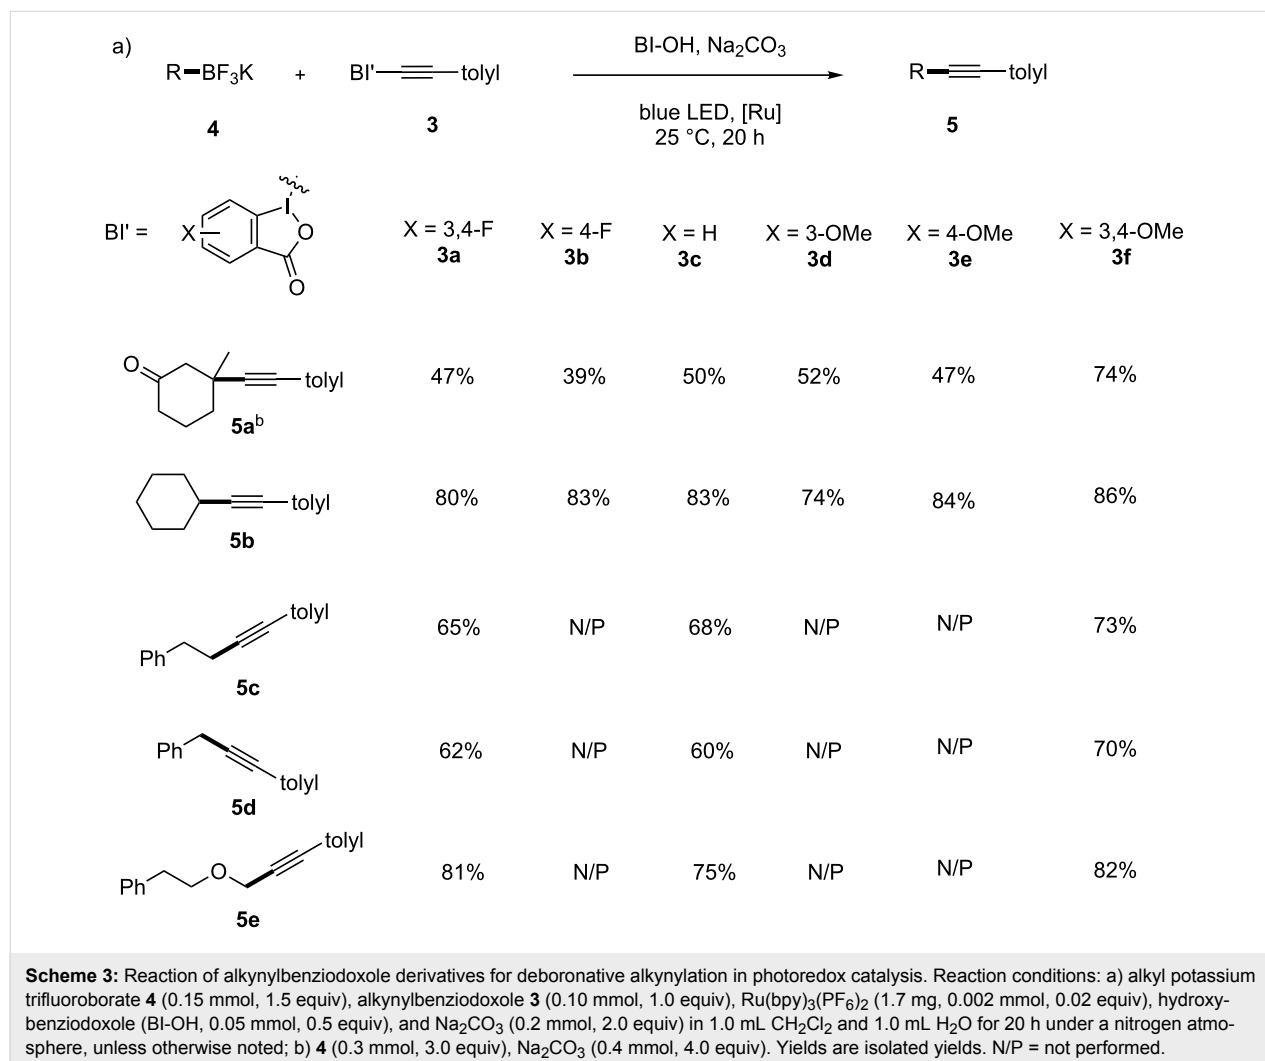 a)
R━BF3K + BI'—≡—tolyl BI-OH, Na2CO3 R━≡—tolyl
4 3 blue LED, [Ru] 5
25 °C, 20 h
BI' = X I O O X = 3,4-F X = 4-F X = H X = 3-OMe X = 4-OMe X = 3,4-OMe
3a 3b 3c 3d 3e 3f
O tolyl 47% 39% 50% 52% 47% 74%
5ab
tolyl 80% 83% 83% 74% 84% 86%
5b
Ph tolyl 65% N/P 68% N/P N/P 73%
5c
Ph tolyl 62% N/P 60% N/P N/P 70%
5d
Ph O tolyl 81% N/P 75% N/P N/P 82%
5e
Scheme 3: Reaction of alkynylbenziodoxole derivatives for deboronative alkynylation in photoredox catalysis. Reaction conditions: a) alkyl potassium
trifluoroborate 4 (0.15 mmol, 1.5 equiv), alkynylbenziodoxole 3 (0.10 mmol, 1.0 equiv), Ru(bpy)3(PF6)2 (1.7 mg, 0.002 mmol, 0.02 equiv), hydroxy-
benziodoxole (BI-OH, 0.05 mmol, 0.5 equiv), and Na2CO3 (0.2 mmol, 2.0 equiv) in 1.0 mL CH2Cl2 and 1.0 mL H2O for 20 h under a nitrogen atmo-
sphere, unless otherwise noted; b) 4 (0.3 mmol, 3.0 equiv), Na2CO3 (0.4 mmol, 4.0 equiv). Yields are isolated yields. N/P = not performed.